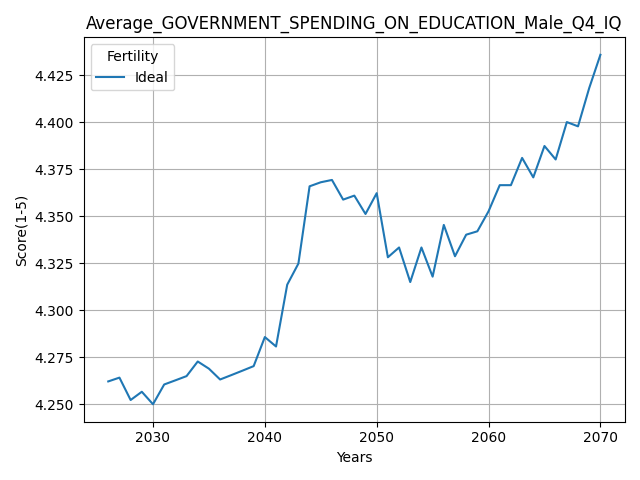 Average_GOVERNMENT_SPENDING_ON_EDUCATION_Male_Q4_IQ
Fertility
Ideal
4.425
4.400
4.375
4.350
4.325
4.300
4.275
4.250
Score(1-5)
2030 2040 2050 2060 2070
Years